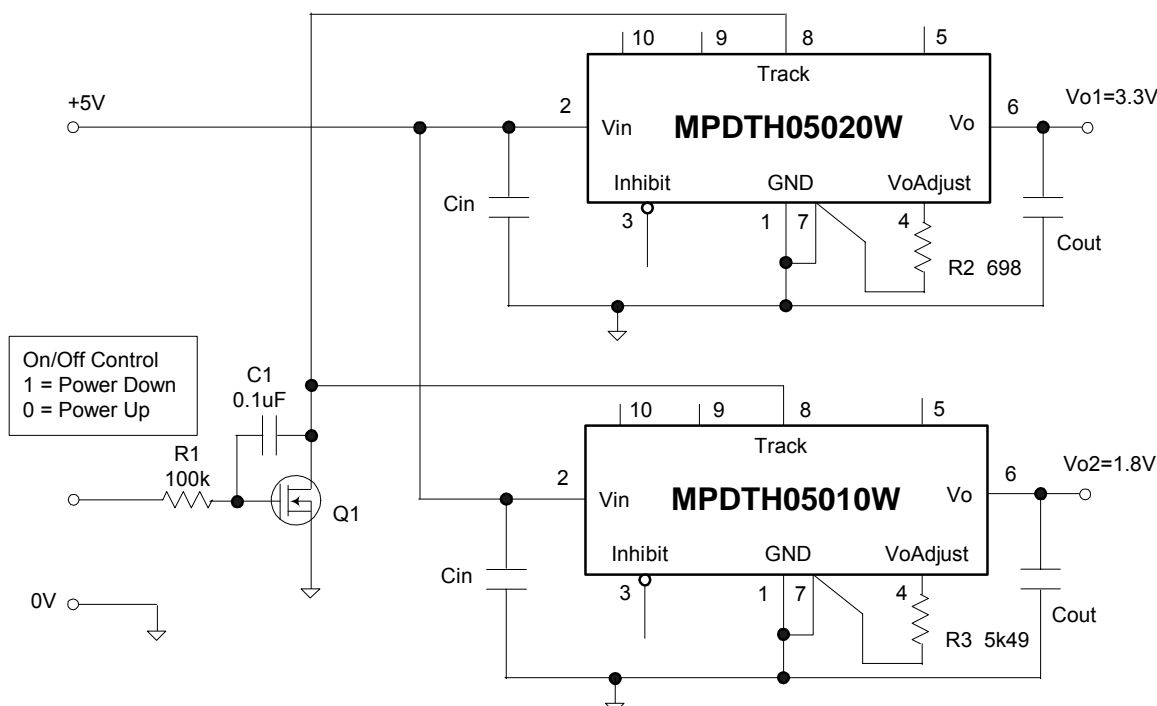 10 9 8 5
Track
+5V
2 Vin MPDTH05020W Vo 6 Vo1=3.3V
Inhibit GND VoAdjust
Cin
3 1 7 4
Cout
R2 698
On/Off Control
1 = Power Down
0 = Power Up
C1
0.1uF
R1
100k
Q1
0V
10 9 8 5
Track
2 Vin MPDTH05010W Vo 6 Vo2=1.8V
Inhibit GND VoAdjust
Cin
3 1 7 4
Cout
R3 5k49